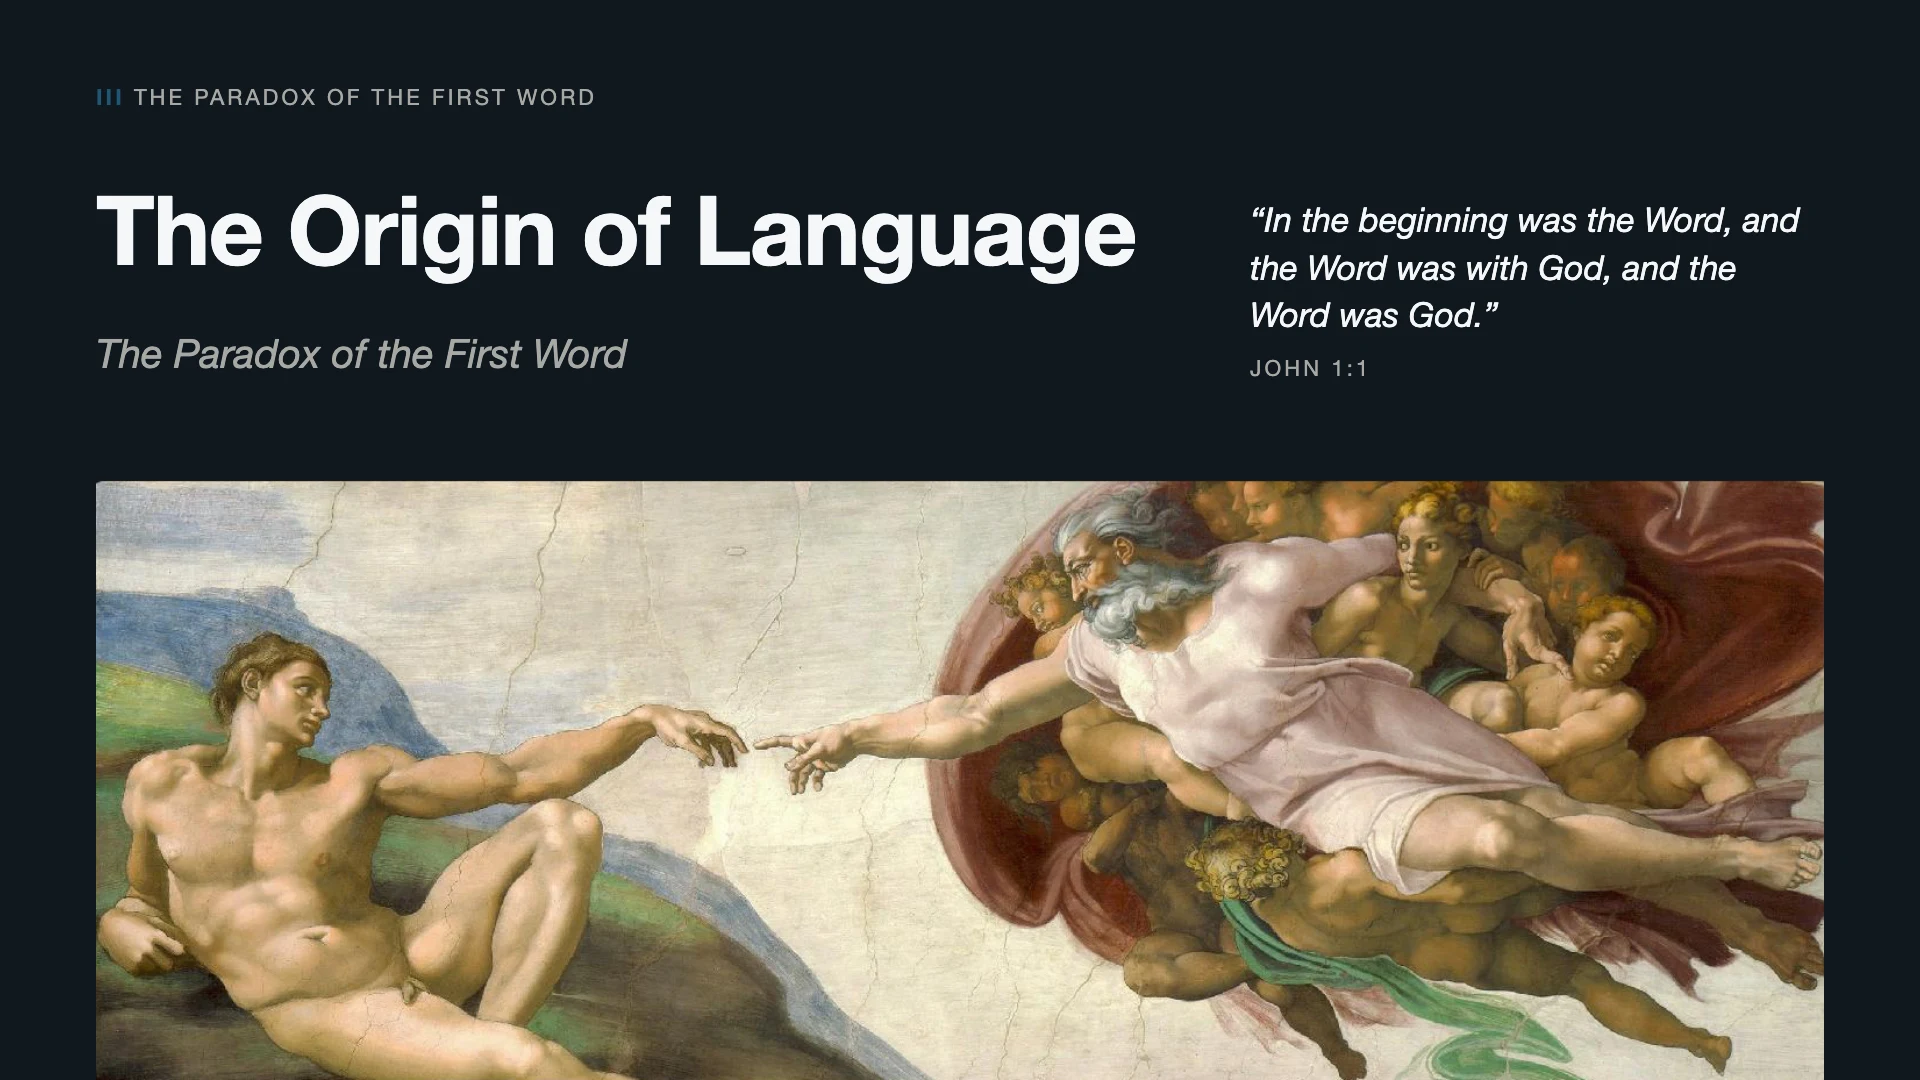 III THE PARADOX OF THE FIRST WORD
The Origin of Language
The Paradox of the First Word
“In the beginning was the Word, and
the Word was with God, and the
Word was God.”
JOHN 1:1